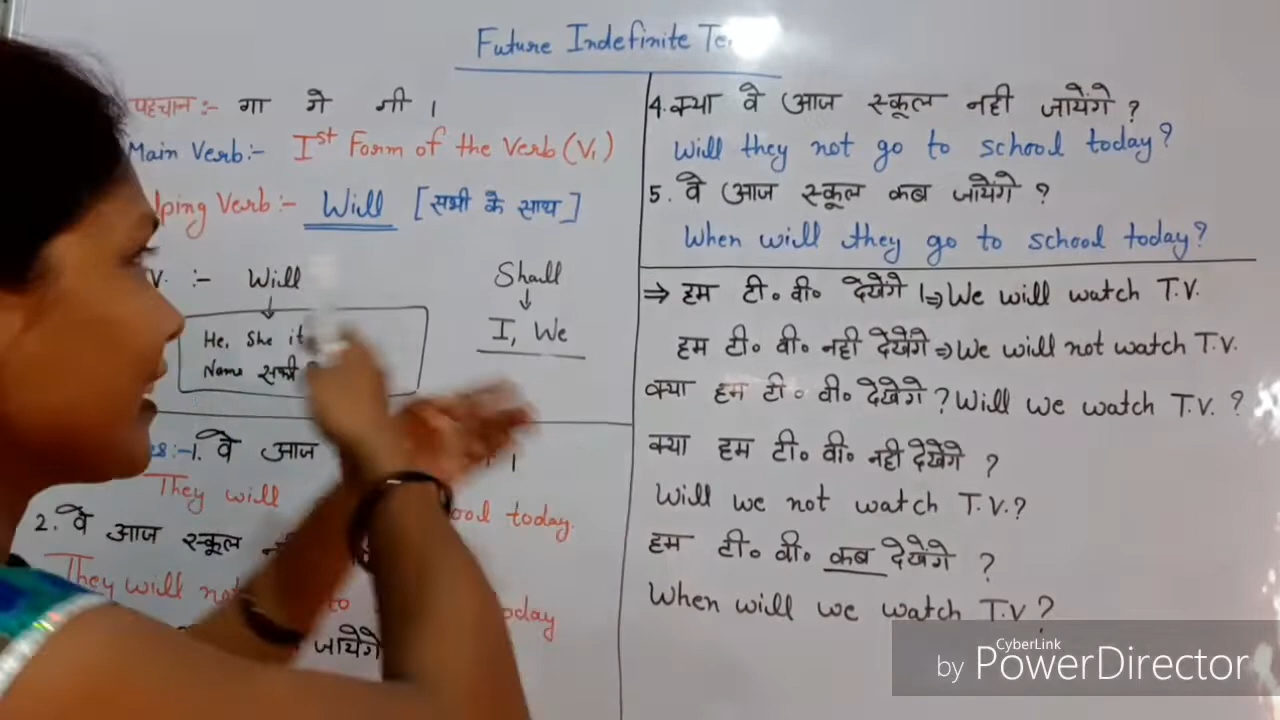 Future Indefinite
पहचान :- गा गे गी ।
Main Verb:- Ist Form of the Verb (V1)
lping Verb:- Will [सभी के साथ]
V. :- Will
He, She it
Name सभी
Shall
I, We
es:-1. वे आज
They will
ool today.
2. वे आज स्कूल
They will not to oday
जायेंगे
4. क्या वे आज स्कूल नही जायेंगे ?
Will they not go to school today?
5. वे आज स्कूल कब जायेंगे ?
When will they go to school today?
⇒ हम टी० वी० देखेंगे ।⇒ We will watch T.V.
हम टी० वी० नही देखेंगे ⇒ We will not watch T.V.
क्या हम टी० वी० देखेंगे ? Will we watch T.V. ?
क्या हम टी० वी० नही देखेंगे ?
Will we not watch T.V.?
हम टी० वी० कब देखेंगे ?
When will we watch T.V?
CyberLink
by PowerDirector